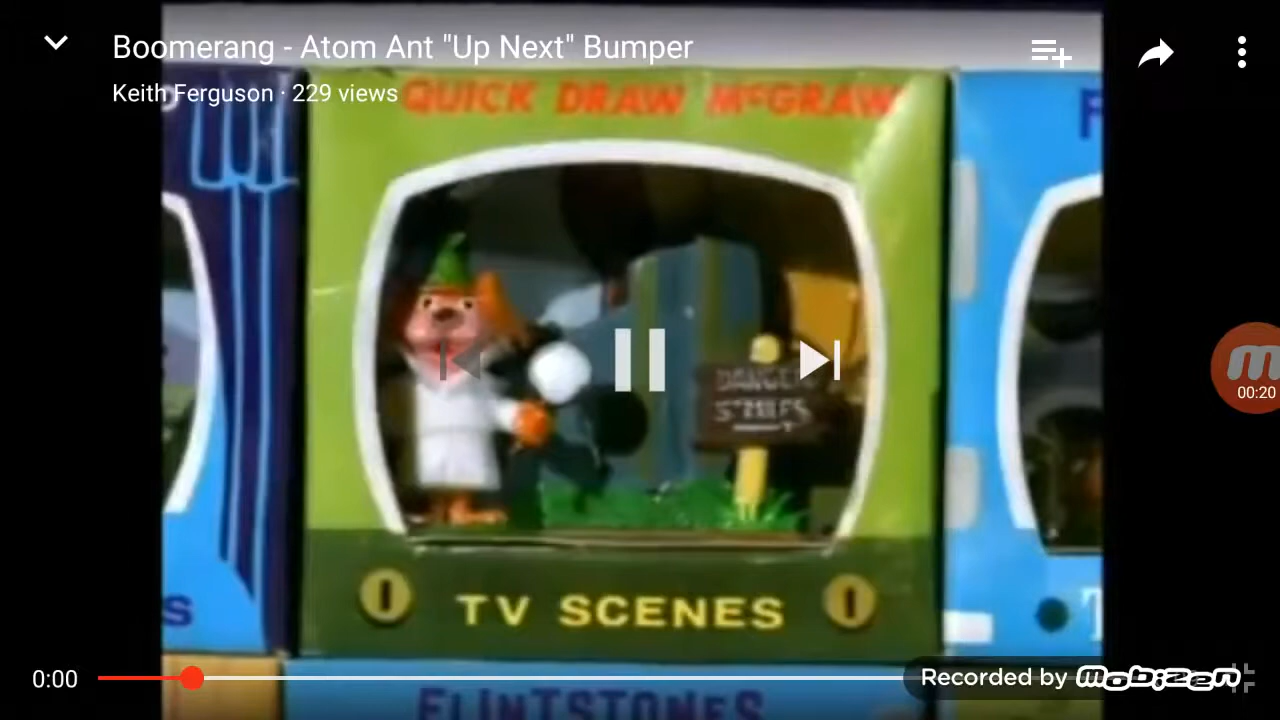 Boomerang - Atom Ant "Up Next" Bumper
Keith Ferguson · 229 views
QUICK DRAW McGRAW
DANGER
00:20
TV SCENES
S
0:00
Recorded by mobizen
FLINTSTONES